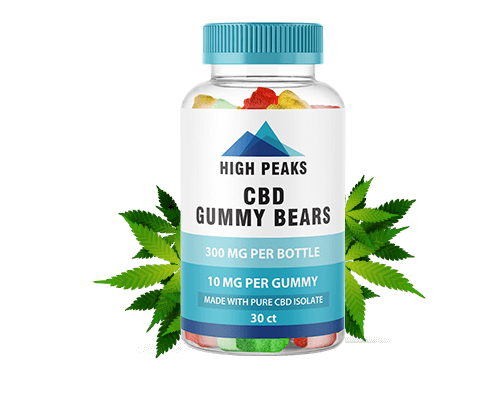 HIGH PEAKS
CBD
GUMMY BEARS
300 MG PER BOTTLE
10 MG PER GUMMY
MADE WITH PURE CBD ISOLATE
30 ct